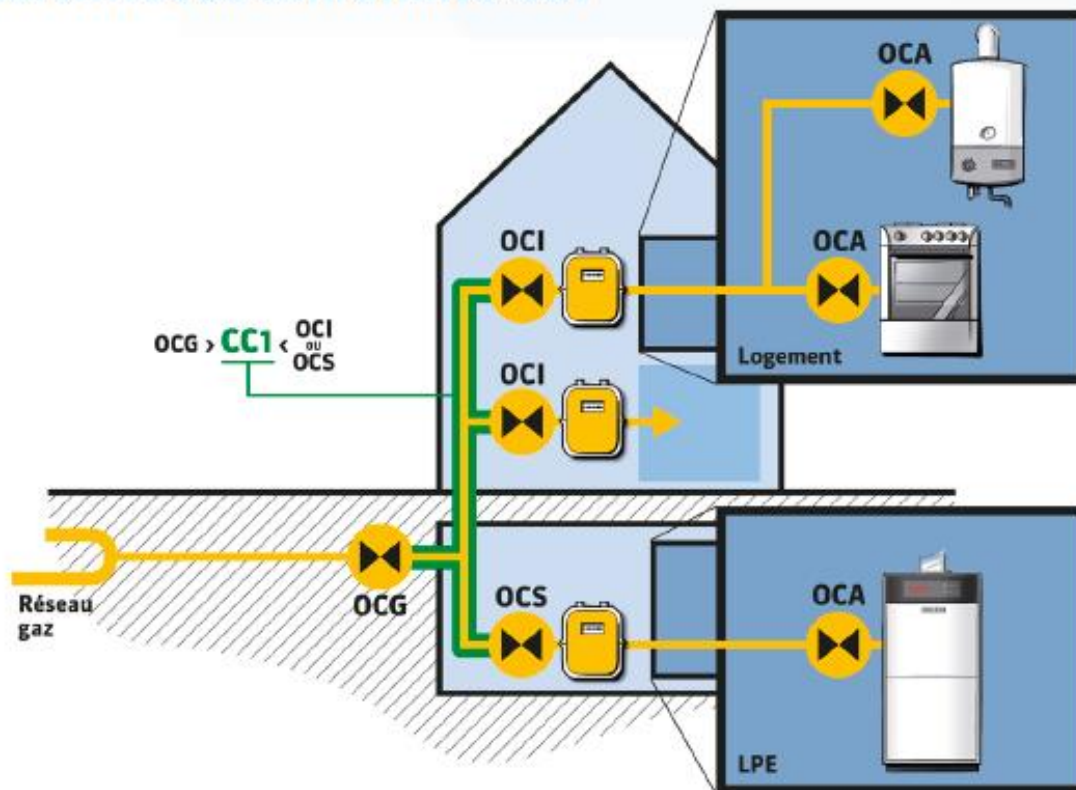 OCA
OCI
OCA
OCG > CC1 < OCI
OU
OCS
Logement
OCI
Réseau
gaz
OCG
OCS
OCA
LPE